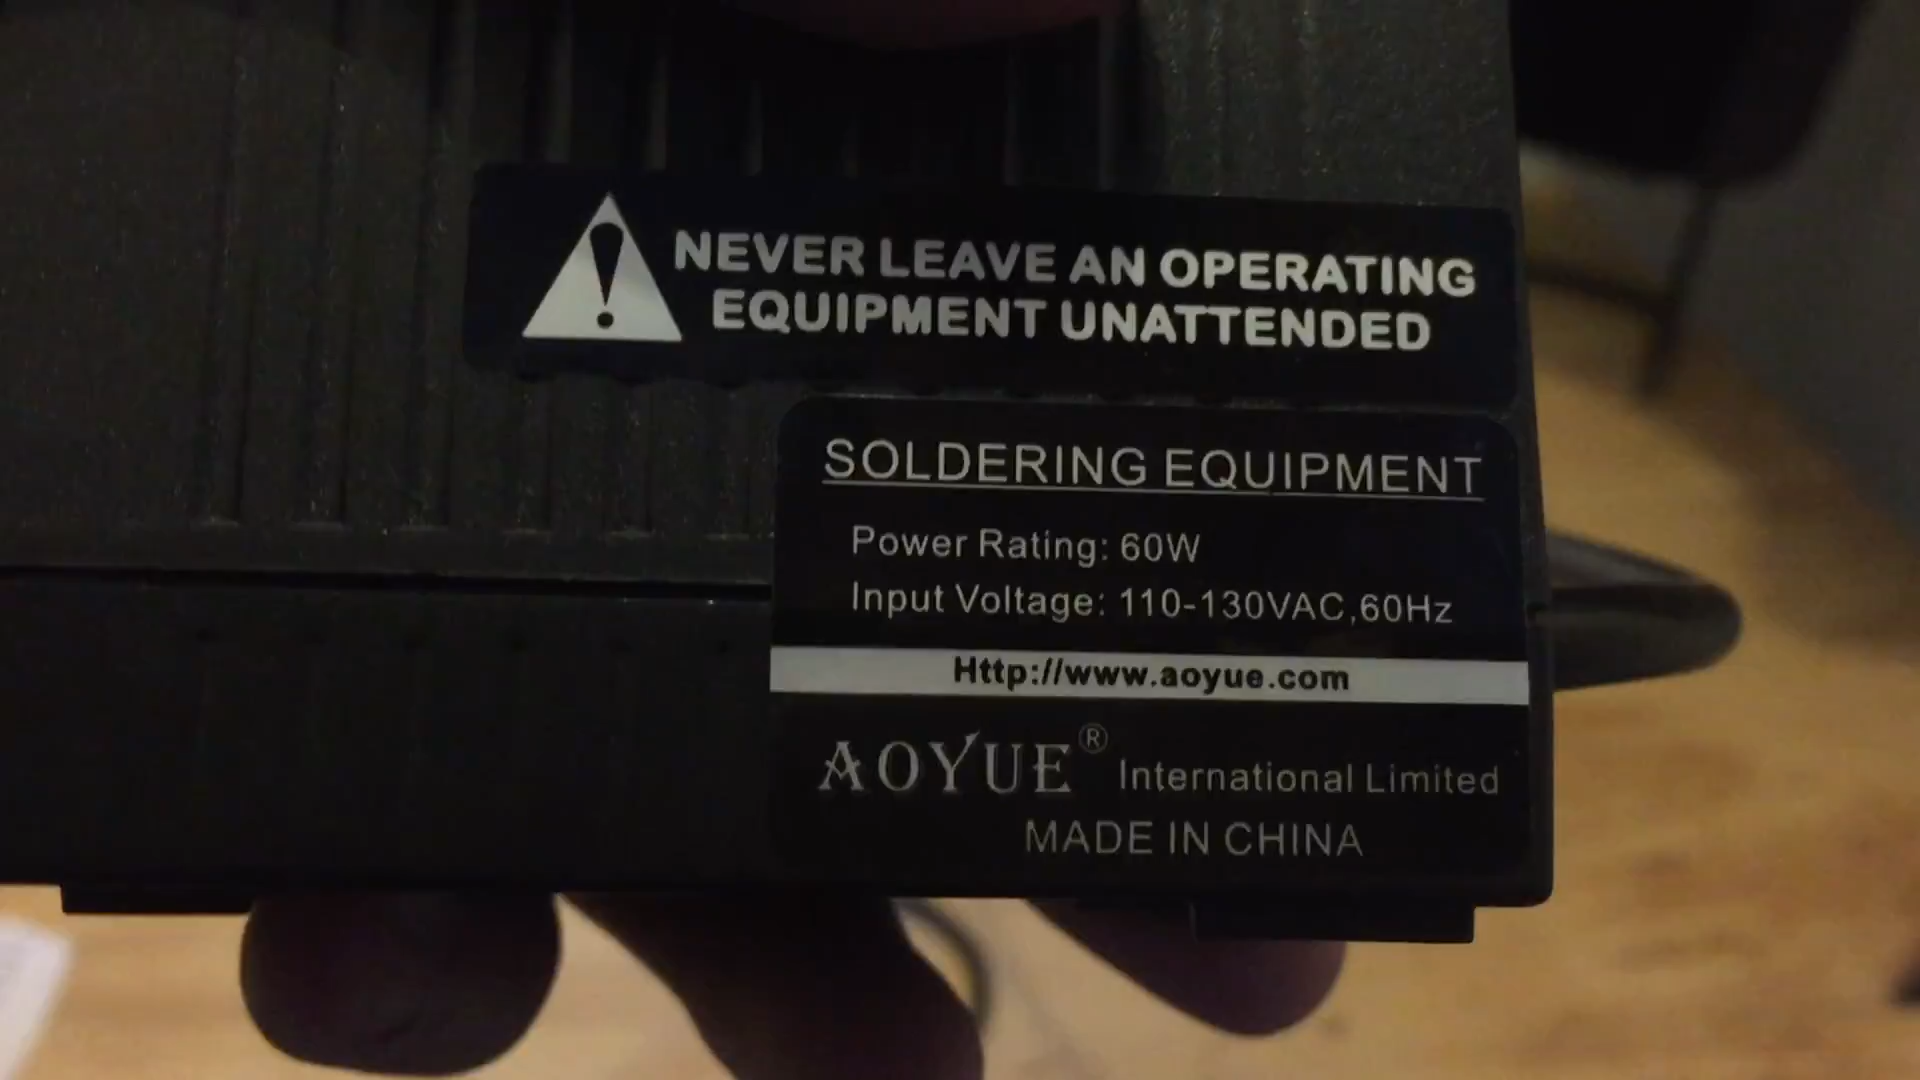 NEVER LEAVE AN OPERATING
EQUIPMENT UNATTENDED
SOLDERING EQUIPMENT
Power Rating: 60W
Input Voltage: 110-130VAC,60Hz
Http://www.aoyue.com
AOYUE® International Limited
MADE IN CHINA